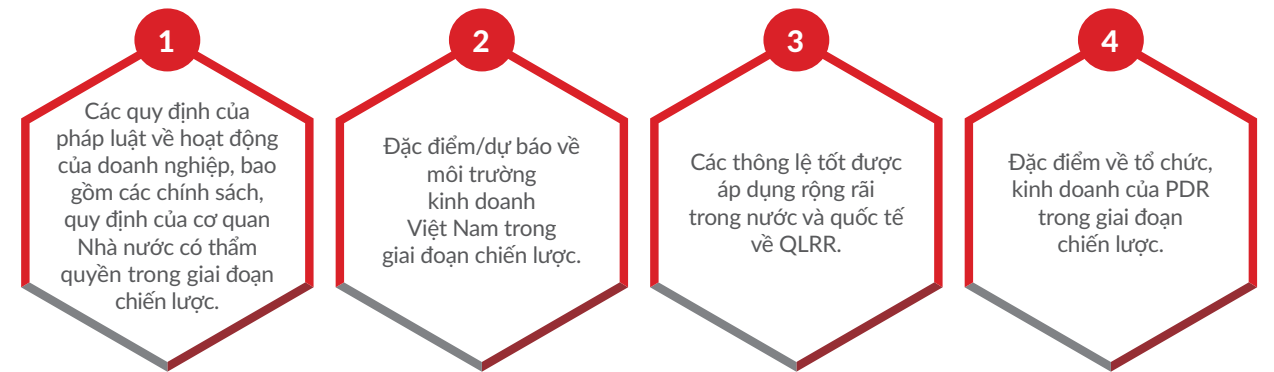 1
Các quy định của
pháp luật về hoạt động
của doanh nghiệp, bao
gồm các chính sách,
quy định của cơ quan
Nhà nước có thẩm
quyền trong giai đoạn
chiến lược.
2
Đặc điểm/dự báo về
môi trường
kinh doanh
Việt Nam trong
giai đoạn chiến lược.
3
Các thông lệ tốt được
áp dụng rộng rãi
trong nước và quốc tế
về QLRR.
4
Đặc điểm về tổ chức,
kinh doanh của PDR
trong giai đoạn
chiến lược.